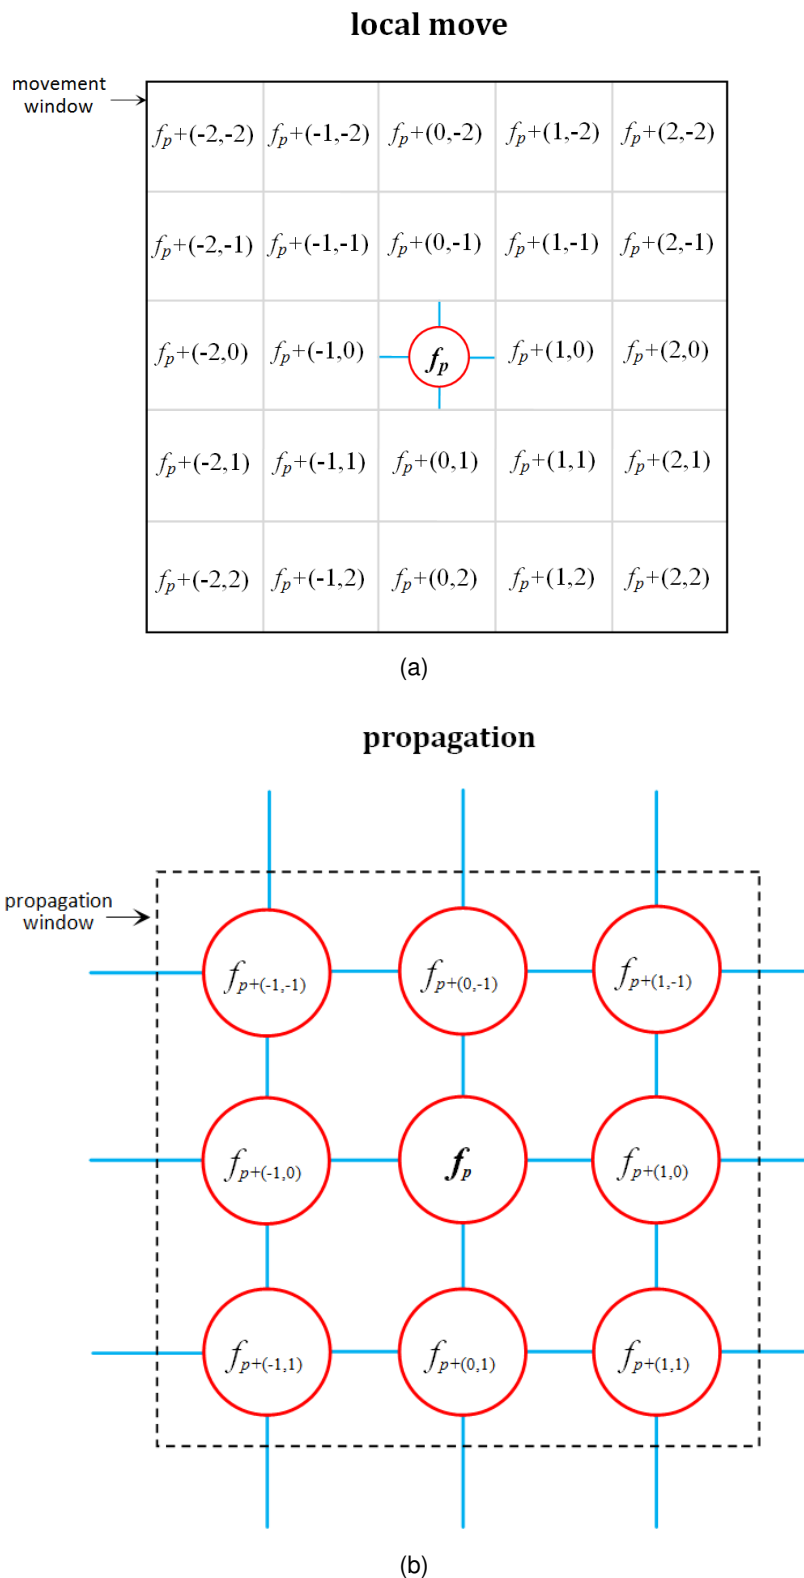 local move
movement
window
fp+(-2,-2) fp+(-1,-2) fp+(0,-2) fp+(1,-2) fp+(2,-2)
fp+(-2,-1) fp+(-1,-1) fp+(0,-1) fp+(1,-1) fp+(2,-1)
fp+(-2,0) fp+(-1,0) fp fp+(1,0) fp+(2,0)
fp+(-2,1) fp+(-1,1) fp+(0,1) fp+(1,1) fp+(2,1)
fp+(-2,2) fp+(-1,2) fp+(0,2) fp+(1,2) fp+(2,2)
(a)
propagation
propagation
window
fp+(-1,-1) fp+(0,-1) fp+(1,-1)
fp+(-1,0) fp fp+(1,0)
fp+(-1,1) fp+(0,1) fp+(1,1)
(b)